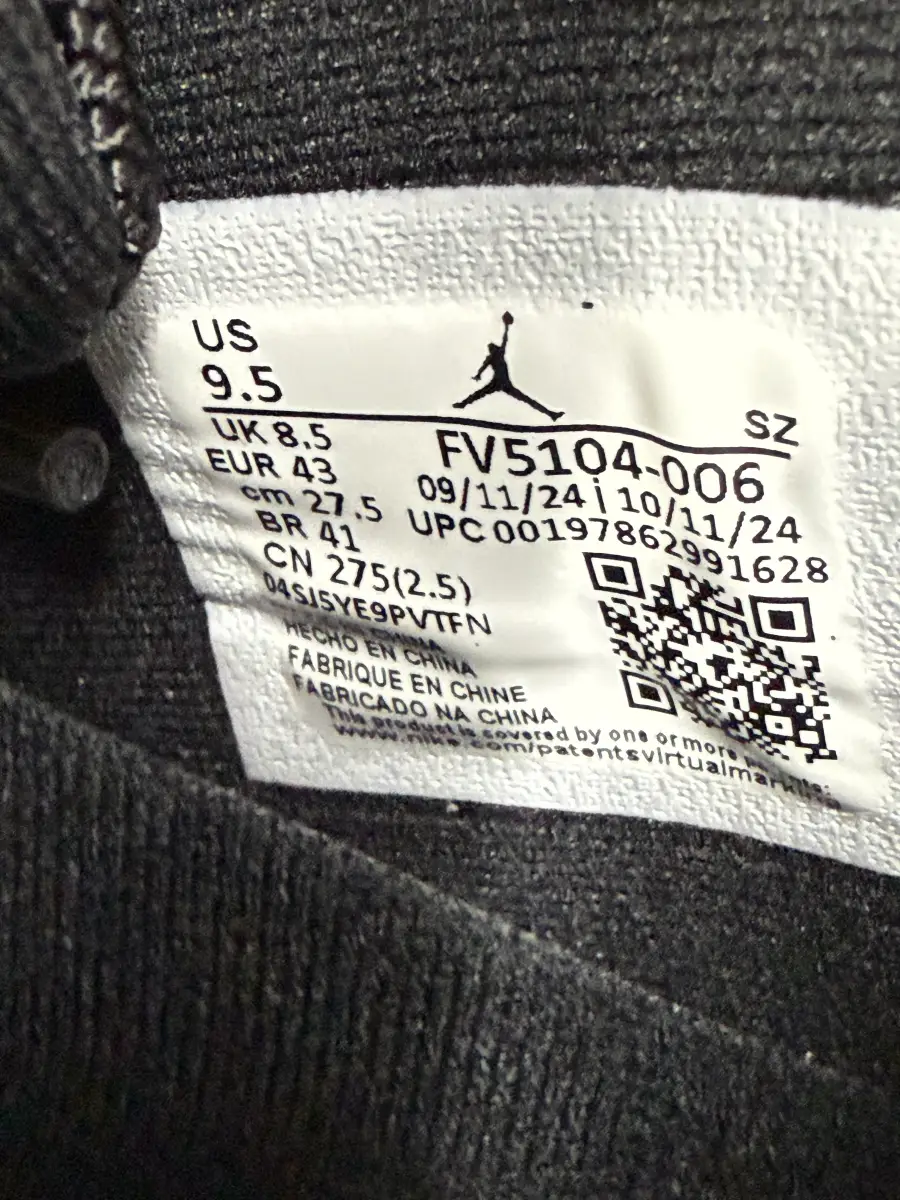 US
9.5
SZ
UK 8.5
EUR 43
cm 27.5
BR 41
CN 275(2.5)
04SJ5YE9PVTFN
FV5104-006
09/11/24 | 10/11/24
UPC 00197862991628
CHINA
HECHO EN CHINA
FABRIQUE EN CHINE
FABRICADO NA CHINA
This product is covered by one or more
www.nike.com/patentsvirtualmarking